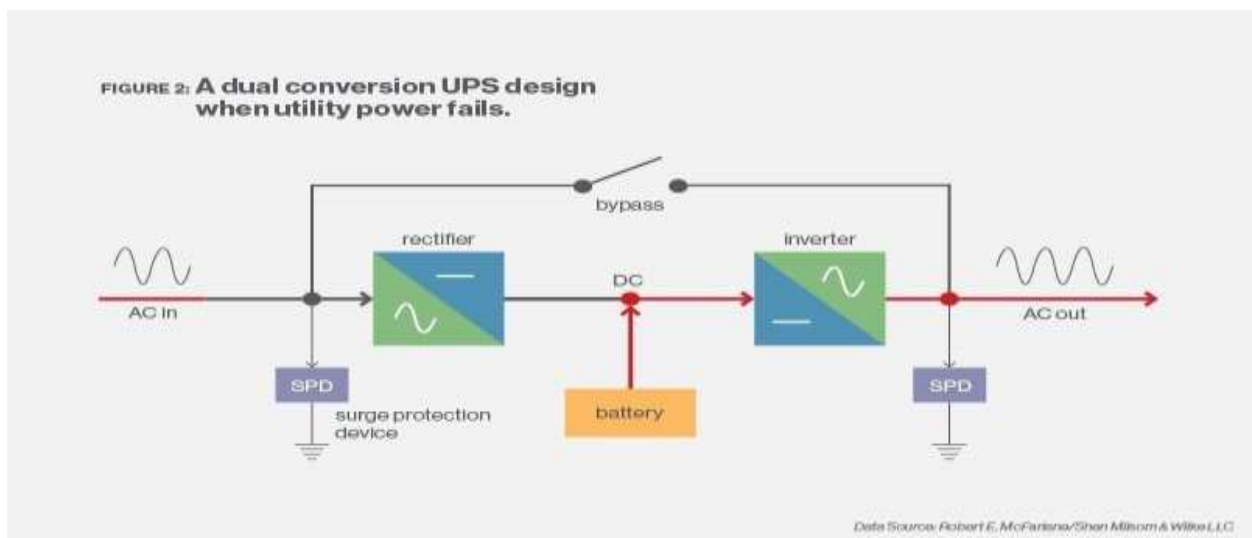 FIGURE 2: A dual conversion UPS design
when utility power fails.
bypass
rectifier
inverter
DC
AC in
AC out
SPD
surge protection
device
battery
SPD
Data Source: Robert E. McFarlane/Shen Milsom & Wilke LLC